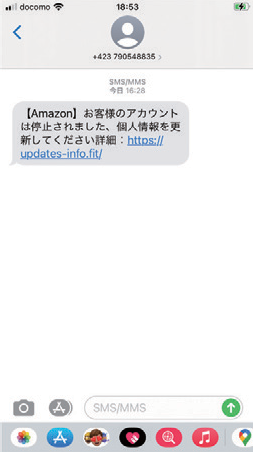 docomo 18:53
+423 790548835 >
SMS/MMS
今日 16:28
【Amazon】お客様のアカウント
は停止されました、個人情報を更
新してください詳細：https://
updates-info.fit/
SMS/MMS